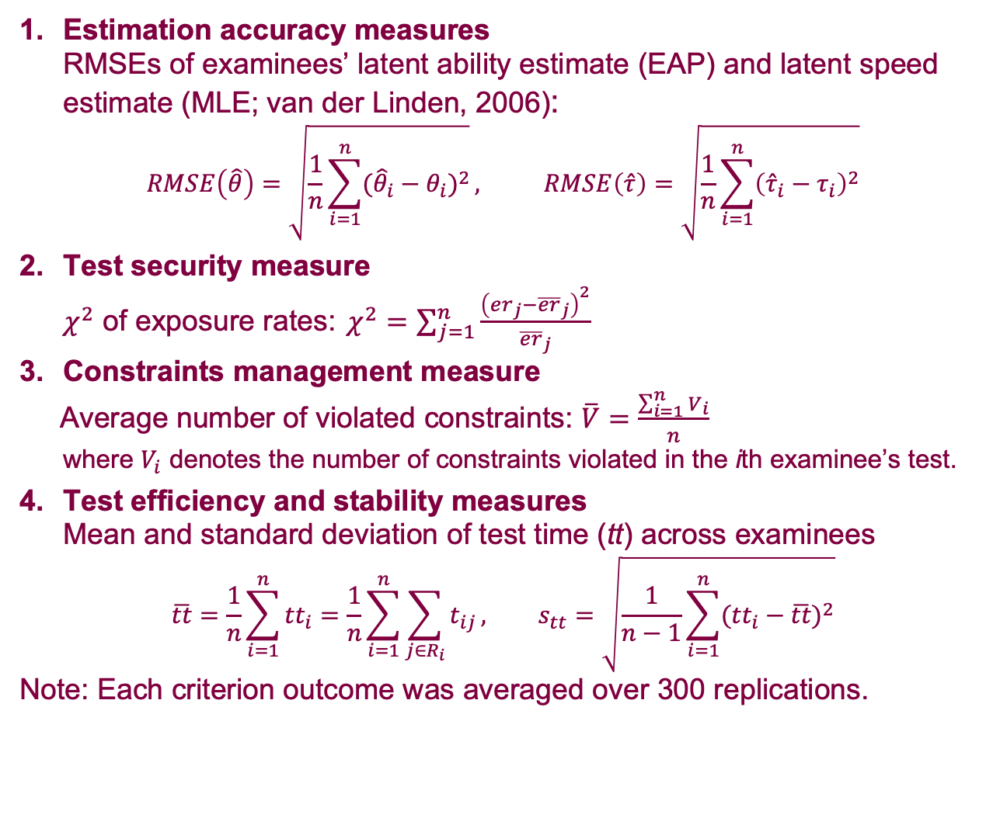 1. Estimation accuracy measures
RMSEs of examinees’ latent ability estimate (EAP) and latent speed
estimate (MLE; van der Linden, 2006):
$RMSE(\hat{\theta}) = \sqrt{\frac{1}{n}\sum_{i=1}^{n}(\hat{\theta}_i - \theta_i)^2}$, $RMSE(\hat{\tau}) = \sqrt{\frac{1}{n}\sum_{i=1}^{n}(\hat{\tau}_i - \tau_i)^2}$
2. Test security measure
$\chi^2$ of exposure rates: $\chi^2 = \sum_{j=1}^{n}\frac{(er_j - \overline{er}_j)^2}{\overline{er}_j}$
3. Constraints management measure
Average number of violated constraints: $\bar{V} = \frac{\sum_{i=1}^{n} V_i}{n}$
where $V_i$ denotes the number of constraints violated in the ith examinee’s test.
4. Test efficiency and stability measures
Mean and standard deviation of test time (tt) across examinees
$\overline{tt} = \frac{1}{n}\sum_{i=1}^{n} tt_i = \frac{1}{n}\sum_{i=1}^{n}\sum_{j \in R_i} t_{ij}$, $s_{tt} = \sqrt{\frac{1}{n-1}\sum_{i=1}^{n}(tt_i - \overline{tt})^2}$
Note: Each criterion outcome was averaged over 300 replications.